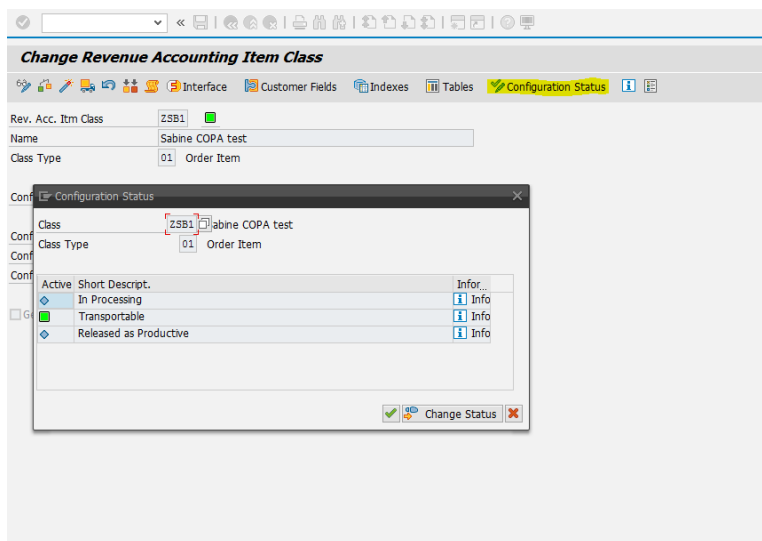 Change Revenue Accounting Item Class
Interface Customer Fields Indexes Tables Configuration Status
Rev. Acc. Itm Class ZSB1
Name Sabine COPA test
Class Type 01 Order Item
Conf
Configuration Status
Class ZSB1 abine COPA test
Conf
Class Type 01 Order Item
Conf
Conf
Active Short Descript. Infor...
In Processing Info
Transportable Info
Released as Productive Info
Change Status